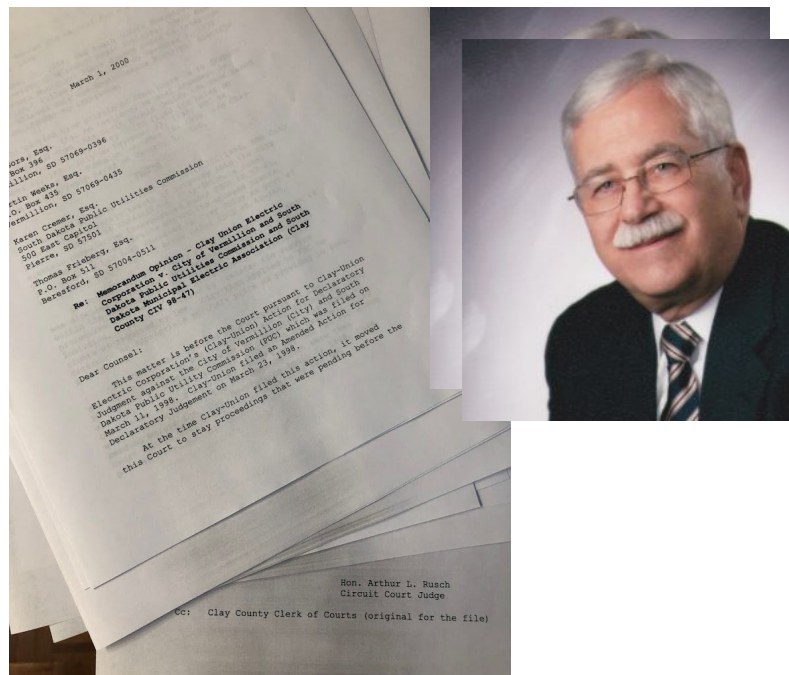 March 1, 2000
ors, Esq.
Box 396
illion, SD 57069-0396
rtin Weeks, Esq.
.O. Box 435
ermillion, SD 57069-0435
Karen Cremer, Esq.
South Dakota Public Utilities Commission
500 East Capitol
Pierre, SD 57501
Thomas Frieberg, Esq.
P.O. Box 511
Beresford, SD 57004-0511
Re: Memorandum Opinion - Clay Union Electric
Corporation v. City of Vermillion and South
Dakota Public Utilities Commission and South
Dakota Municipal Electric Association (Clay
County CIV 98-47)
Dear Counsel:
This matter is before the Court pursuant to Clay-Union
Electric Corporation's (Clay-Union) Action for Declaratory
Judgment against the City of Vermillion (City) and South
Dakota Public Utility Commission (PUC) which was filed on
March 11, 1998. Clay-Union filed an Amended Action for
Declaratory Judgement on March 23, 1998.
At the time Clay-Union filed this action, it moved
this Court to stay proceedings that were pending before the
Hon. Arthur L. Rusch
Circuit Court Judge
Cc: Clay County Clerk of Courts (original for the file)